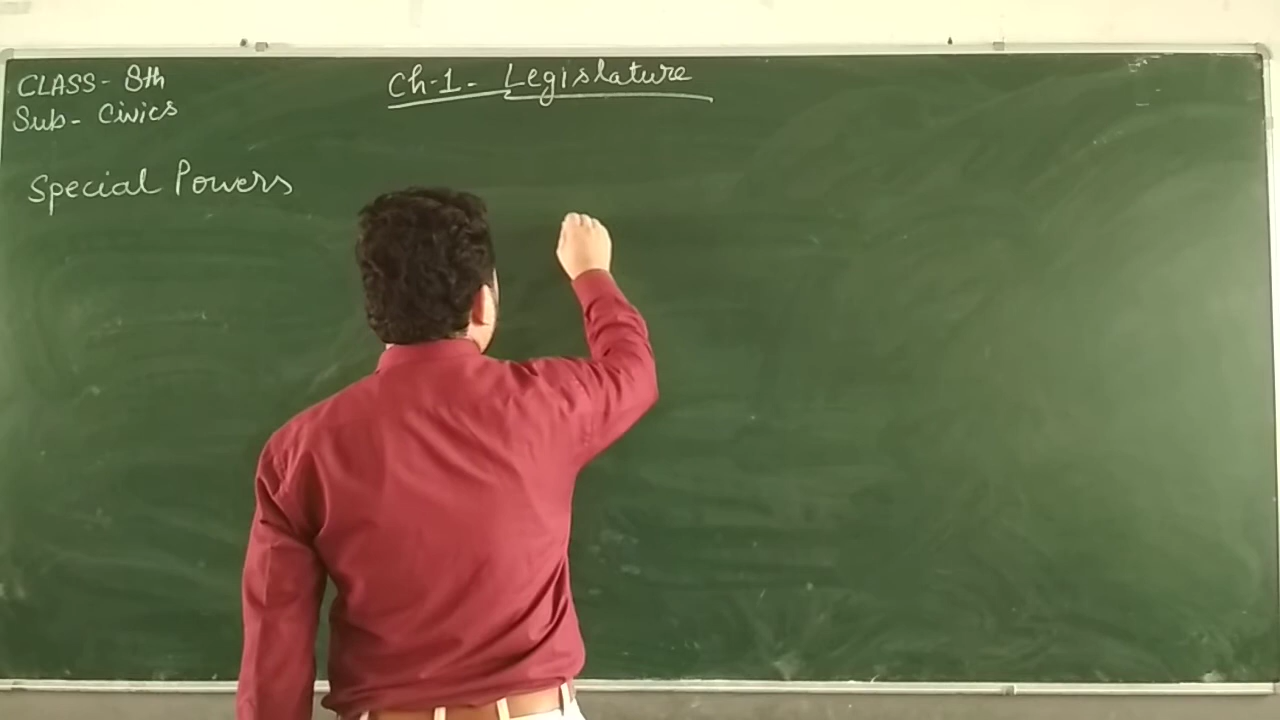 CLASS - 8th
Sub - Civics
Ch-1 - Legislature
Special Powers